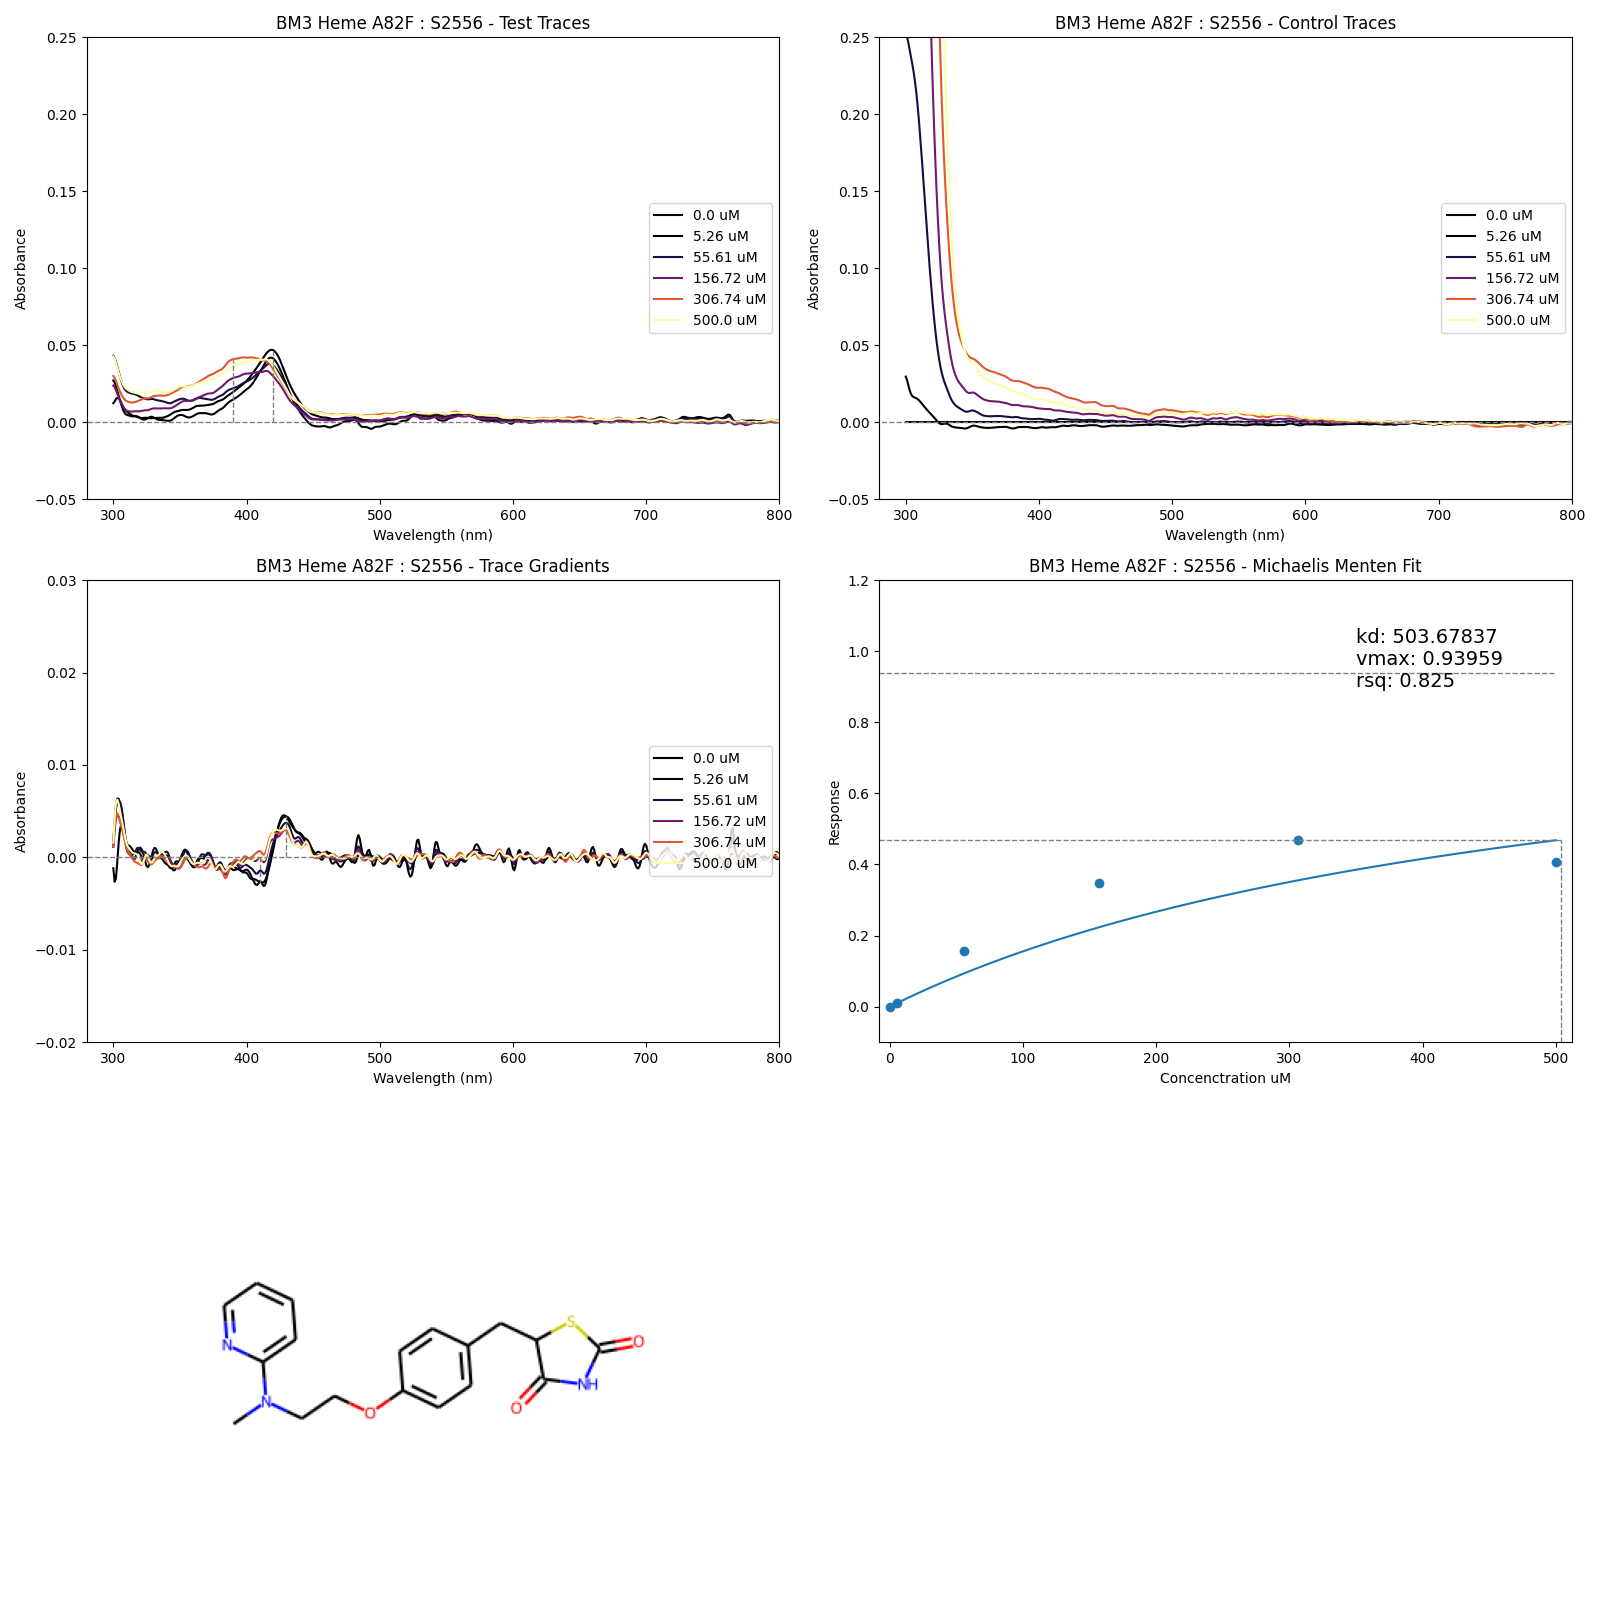 BM3 Heme A82F : S2556 - Test Traces
0.25
0.20
0.15
0.10
0.05
0.00
−0.05
Absorbance
300 400 500 600 700 800
Wavelength (nm)
0.0 uM
5.26 uM
55.61 uM
156.72 uM
306.74 uM
500.0 uM
BM3 Heme A82F : S2556 - Control Traces
0.25
0.20
0.15
0.10
0.05
0.00
−0.05
Absorbance
300 400 500 600 700 800
Wavelength (nm)
0.0 uM
5.26 uM
55.61 uM
156.72 uM
306.74 uM
500.0 uM
BM3 Heme A82F : S2556 - Trace Gradients
0.03
0.02
0.01
0.00
−0.01
−0.02
Absorbance
300 400 500 600 700 800
Wavelength (nm)
0.0 uM
5.26 uM
55.61 uM
156.72 uM
306.74 uM
500.0 uM
BM3 Heme A82F : S2556 - Michaelis Menten Fit
1.2
1.0
0.8
0.6
0.4
0.2
0.0
Response
0 100 200 300 400 500
Concenctration uM
kd: 503.67837
vmax: 0.93959
rsq: 0.825
S
O
N
NH
N
O
O